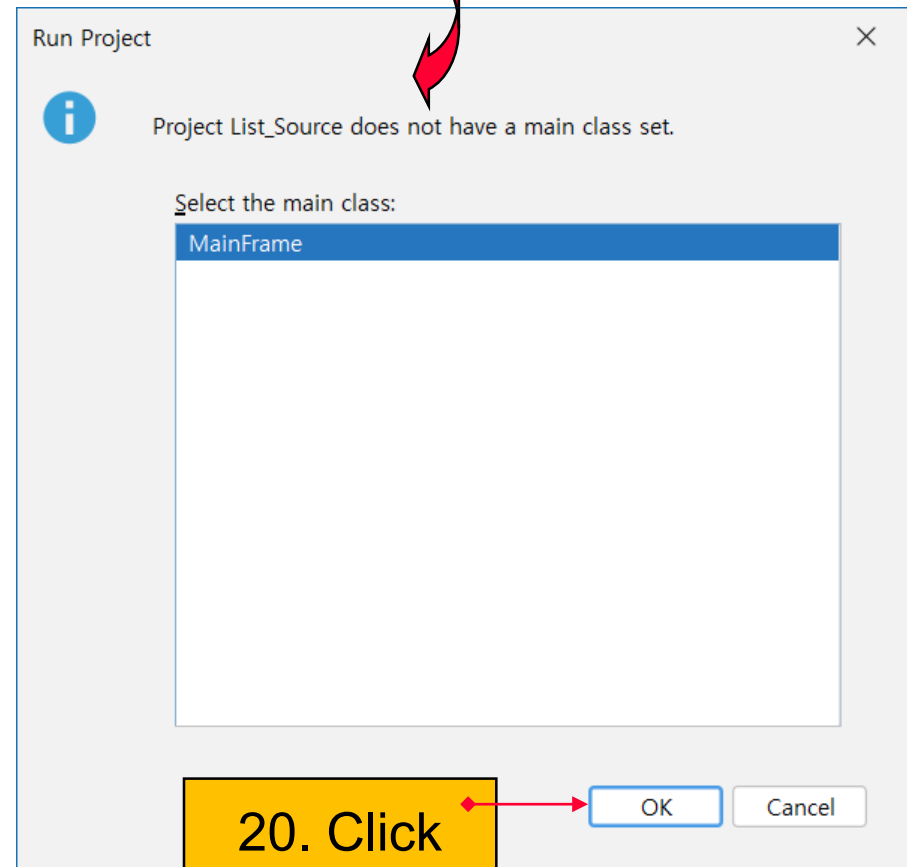 Run Project
Project List_Source does not have a main class set.
Select the main class:
MainFrame
OK
Cancel
20. Click